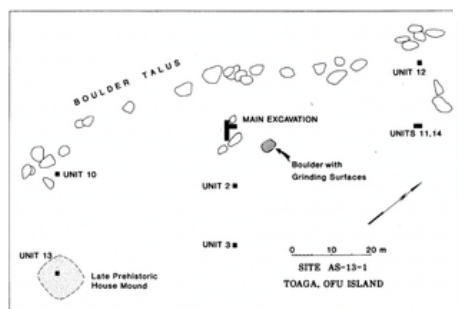 BOULDER TALUS
UNIT 12
MAIN EXCAVATION
UNITS 11,14
Boulder with
Grinding Surfaces
UNIT 10
UNIT 2
UNIT 13
UNIT 3
Late Prehistoric
House Mound
0 10 20 m
SITE AS-13-1
TOAGA, OFU ISLAND